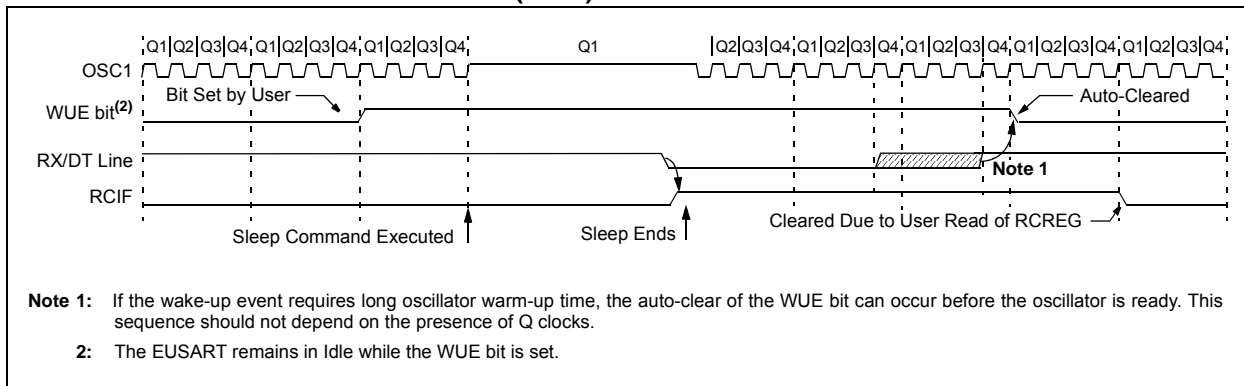 Q1 Q2 Q3 Q4 Q1 Q2 Q3 Q4 Q1 Q2 Q3 Q4 Q1 Q2 Q3 Q4 Q1 Q2 Q3 Q4 Q1 Q2 Q3 Q4 Q1 Q2 Q3 Q4 Q1 Q2 Q3 Q4
OSC1
Bit Set by User
Auto-Cleared
WUE bit(2)
RX/DT Line
Note 1
RCIF
Cleared Due to User Read of RCREG
Sleep Command Executed
Sleep Ends
Note 1: If the wake-up event requires long oscillator warm-up time, the auto-clear of the WUE bit can occur before the oscillator is ready. This
sequence should not depend on the presence of Q clocks.
2: The EUSART remains in Idle while the WUE bit is set.